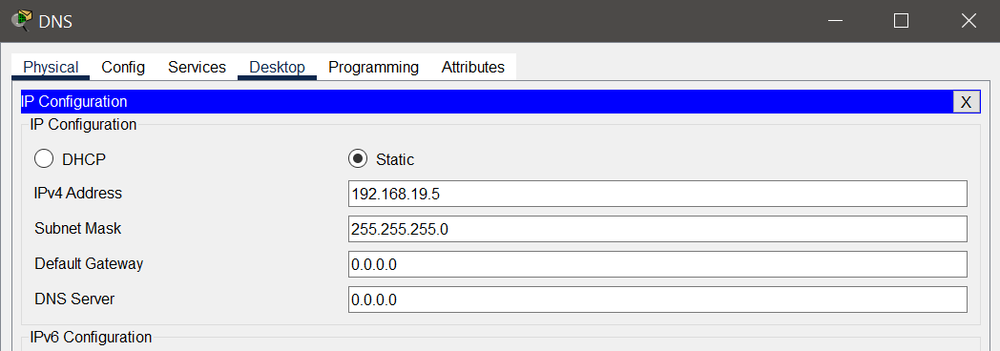 DNS
Physical Config Services Desktop Programming Attributes
IP Configuration X
IP Configuration
DHCP Static
IPv4 Address 192.168.19.5
Subnet Mask 255.255.255.0
Default Gateway 0.0.0.0
DNS Server 0.0.0.0
IPv6 Configuration